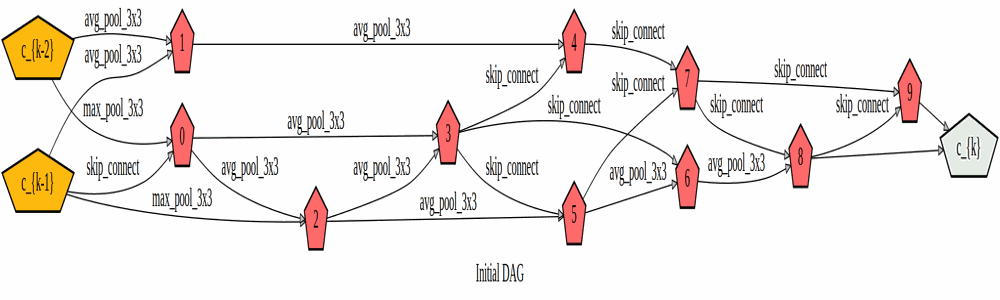 avg_pool_3x3
c_{k-2}
1
avg_pool_3x3
4
skip_connect
avg_pool_3x3
skip_connect
skip_connect
7
skip_connect
9
max_pool_3x3
skip_connect
skip_connect
skip_connect
0
avg_pool_3x3
3
8
c_{k}
c_{k-1}
skip_connect
avg_pool_3x3
avg_pool_3x3
skip_connect
avg_pool_3x3
6
avg_pool_3x3
max_pool_3x3
2
avg_pool_3x3
5
Initial DAG